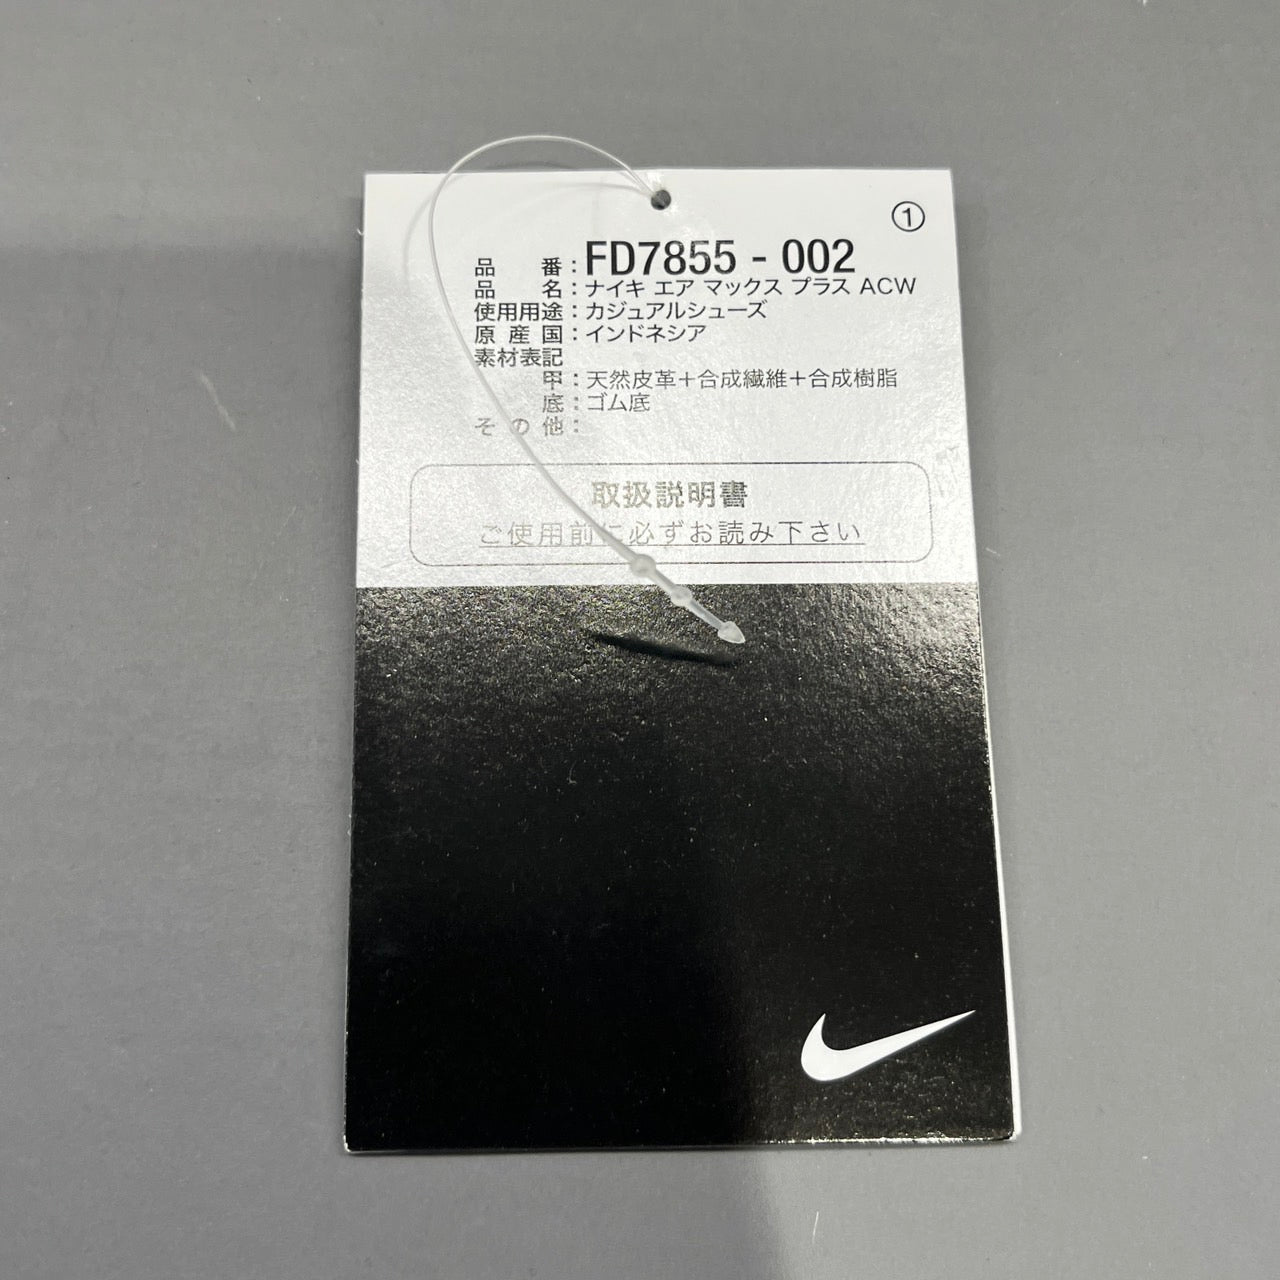 ①
品番：FD7855 - 002
品名：ナイキ エア マックス プラス ACW
使用用途：カジュアルシューズ
原産国：インドネシア
素材表記
甲：天然皮革＋合成繊維＋合成樹脂
底：ゴム底
その他：
取扱説明書
ご使用前に必ずお読み下さい